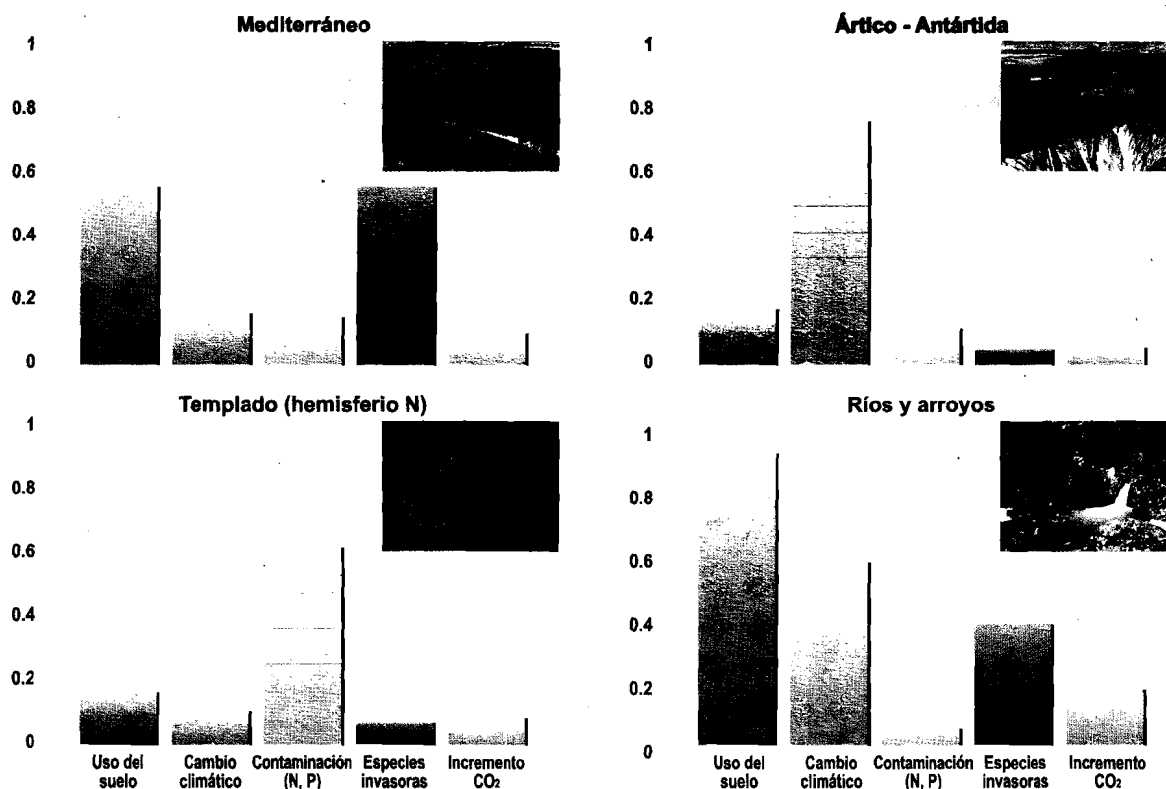 Mediterráneo
1
0.8
0.6
0.4
0.2
0
Ártico - Antártida
1
0.8
0.6
0.4
0.2
0
Templado (hemisferio N)
1
0.8
0.6
0.4
0.2
0
Uso del
suelo
Cambio
climático
Contaminación
(N, P)
Especies
invasoras
Incremento
CO₂
Ríos y arroyos
1
0.8
0.6
0.4
0.2
0
Uso del
suelo
Cambio
climático
Contaminación
(N, P)
Especies
invasoras
Incremento
CO₂